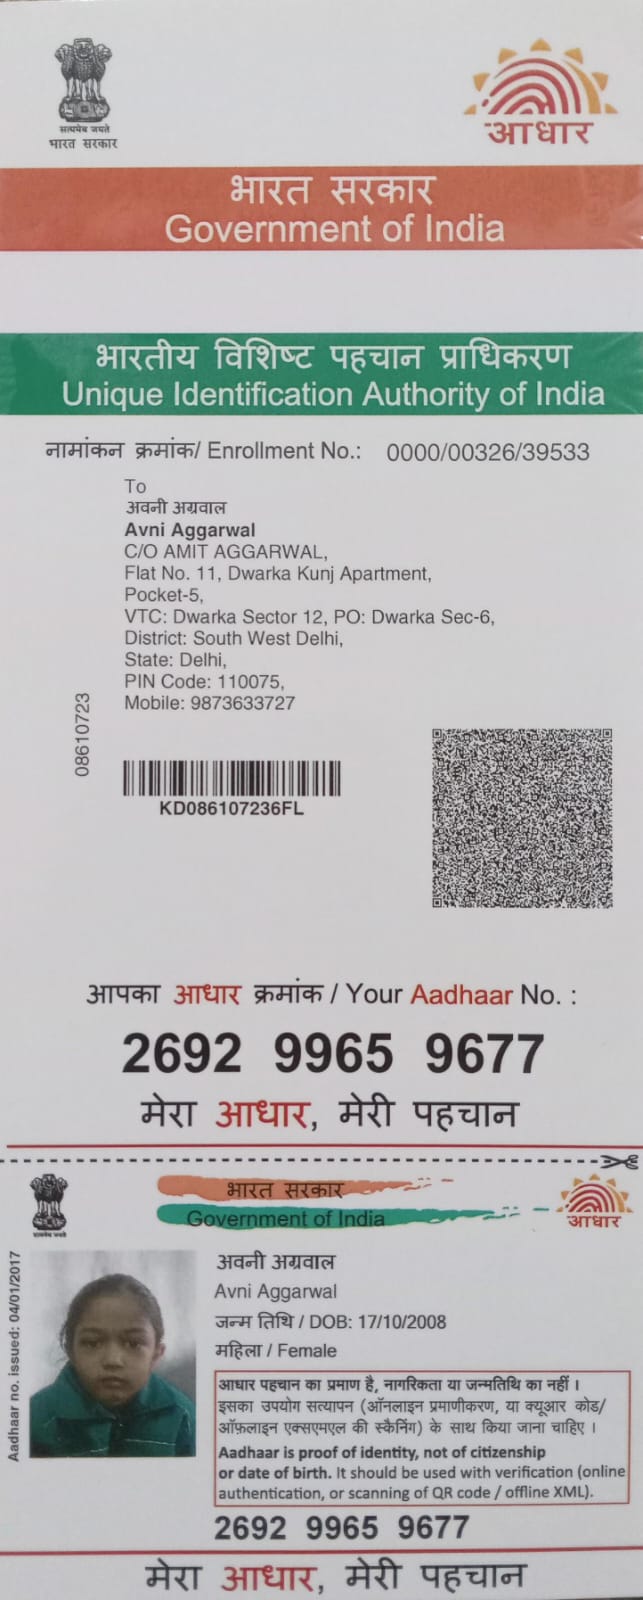 सत्यमेव जयते
भारत सरकार
आधार
भारत सरकार
Government of India
भारतीय विशिष्ट पहचान प्राधिकरण
Unique Identification Authority of India
नामांकन क्रमांक/ Enrollment No.: 0000/00326/39533
To
अवनी अग्रवाल
Avni Aggarwal
C/O AMIT AGGARWAL,
Flat No. 11, Dwarka Kunj Apartment,
Pocket-5,
VTC: Dwarka Sector 12, PO: Dwarka Sec-6,
District: South West Delhi,
State: Delhi,
PIN Code: 110075,
Mobile: 9873633727
08610723
KD086107236FL
आपका आधार क्रमांक / Your Aadhaar No. :
2692 9965 9677
मेरा आधार, मेरी पहचान
सत्यमेव जयते
भारत सरकार
Government of India
आधार
Aadhaar no. issued: 04/01/2017
अवनी अग्रवाल
Avni Aggarwal
जन्म तिथि / DOB: 17/10/2008
महिला / Female
आधार पहचान का प्रमाण है, नागरिकता या जन्मतिथि का नहीं ।
इसका उपयोग सत्यापन (ऑनलाइन प्रमाणीकरण, या क्यूआर कोड/
ऑफ़लाइन एक्सएमएल की स्कैनिंग) के साथ किया जाना चाहिए ।
Aadhaar is proof of identity, not of citizenship
or date of birth. It should be used with verification (online
authentication, or scanning of QR code / offline XML).
2692 9965 9677
मेरा आधार, मेरी पहचान